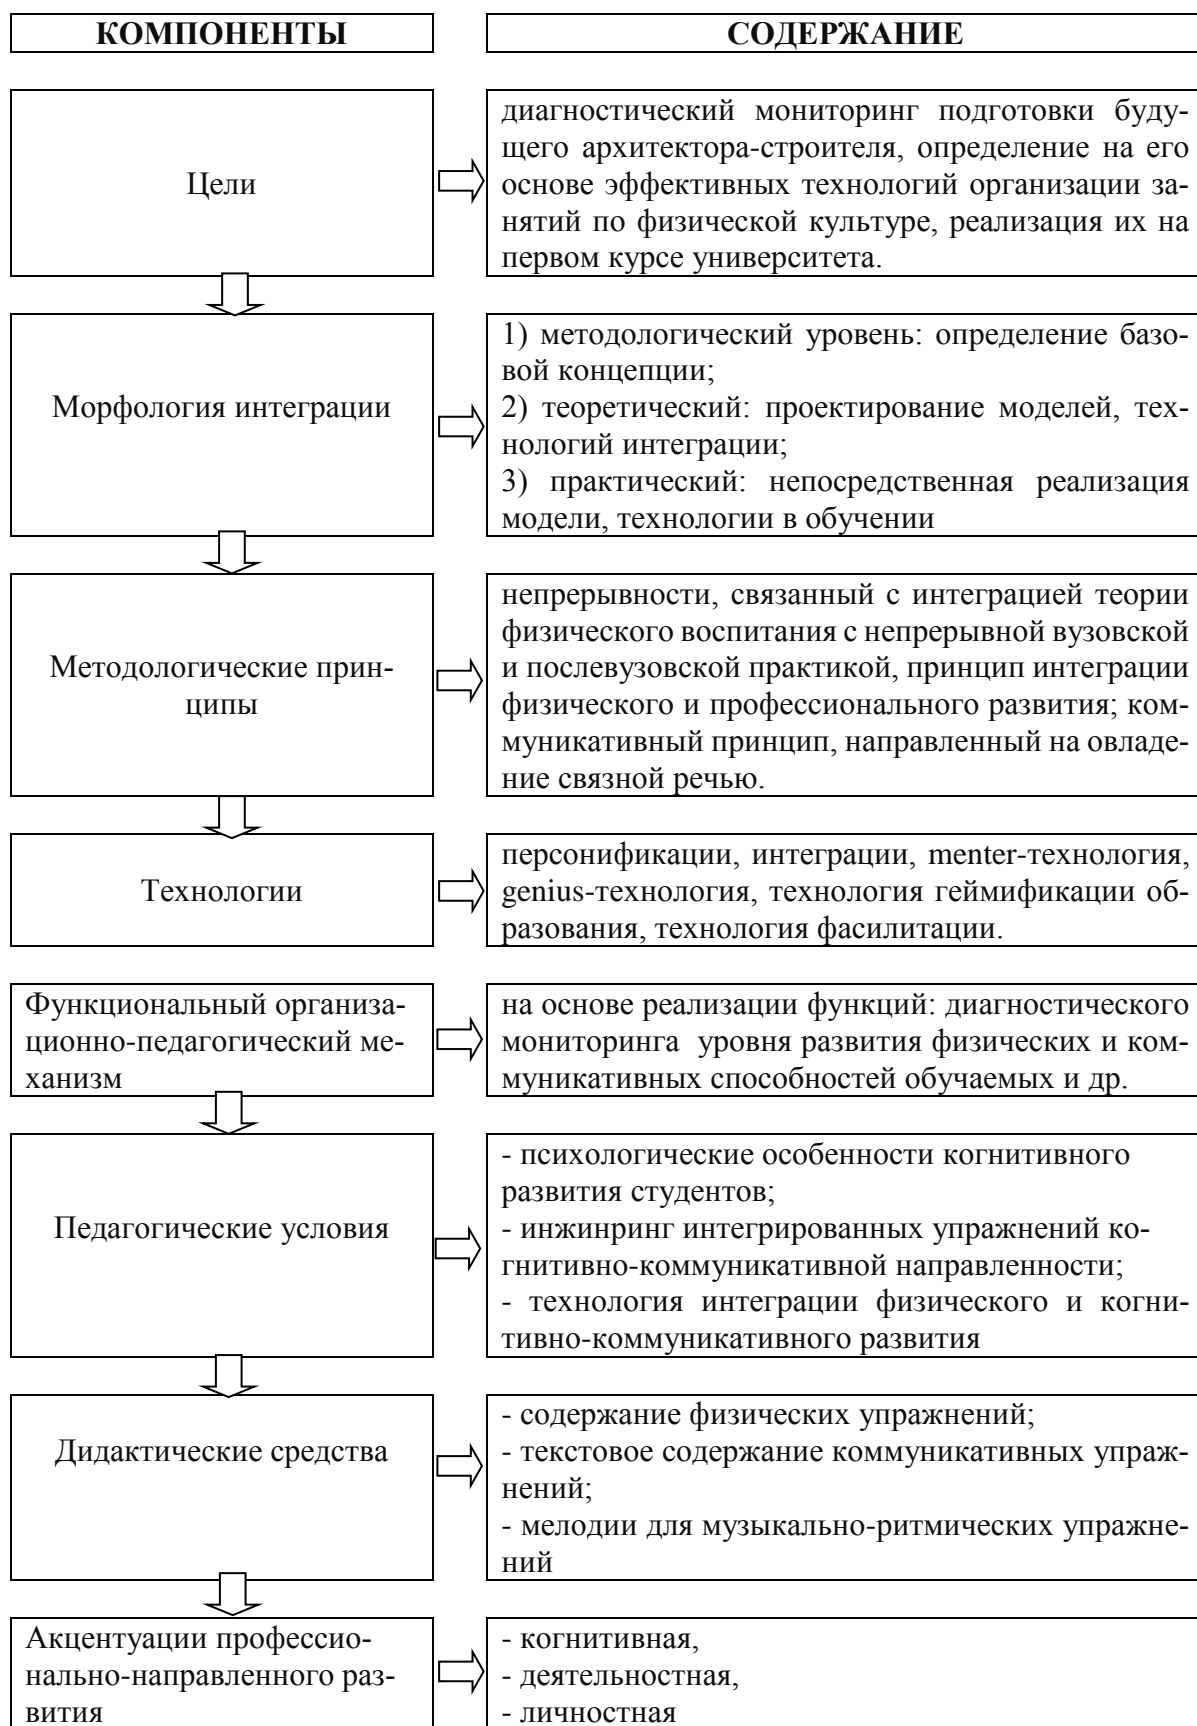 КОМПОНЕНТЫ
СОДЕРЖАНИЕ
Цели
диагностический мониторинг подготовки буду-
щего архитектора-строителя, определение на его
основе эффективных технологий организации за-
нятий по физической культуре, реализация их на
первом курсе университета.
Морфология интеграции
1) методологический уровень: определение базо-
вой концепции;
2) теоретический: проектирование моделей, тех-
нологий интеграции;
3) практический: непосредственная реализация
модели, технологии в обучении
Методологические прин-
ципы
непрерывности, связанный с интеграцией теории
физического воспитания с непрерывной вузовской
и послевузовской практикой, принцип интеграции
физического и профессионального развития; ком-
муникативный принцип, направленный на овладе-
ние связной речью.
Технологии
персонификации, интеграции, menter-технология,
genius-технология, технология геймификации об-
разования, технология фасилитации.
Функциональный организа-
ционно-педагогический ме-
ханизм
на основе реализации функций: диагностического
мониторинга уровня развития физических и ком-
муникативных способностей обучаемых и др.
Педагогические условия
- психологические особенности когнитивного
развития студентов;
- инжинринг интегрированных упражнений ко-
гнитивно-коммуникативной направленности;
- технология интеграции физического и когни-
тивно-коммуникативного развития
Дидактические средства
- содержание физических упражнений;
- текстовое содержание коммуникативных упраж-
нений;
- мелодии для музыкально-ритмических упражне-
ний
Акцентуации профессио-
нально-направленного раз-
вития
- когнитивная,
- деятельностная,
- личностная